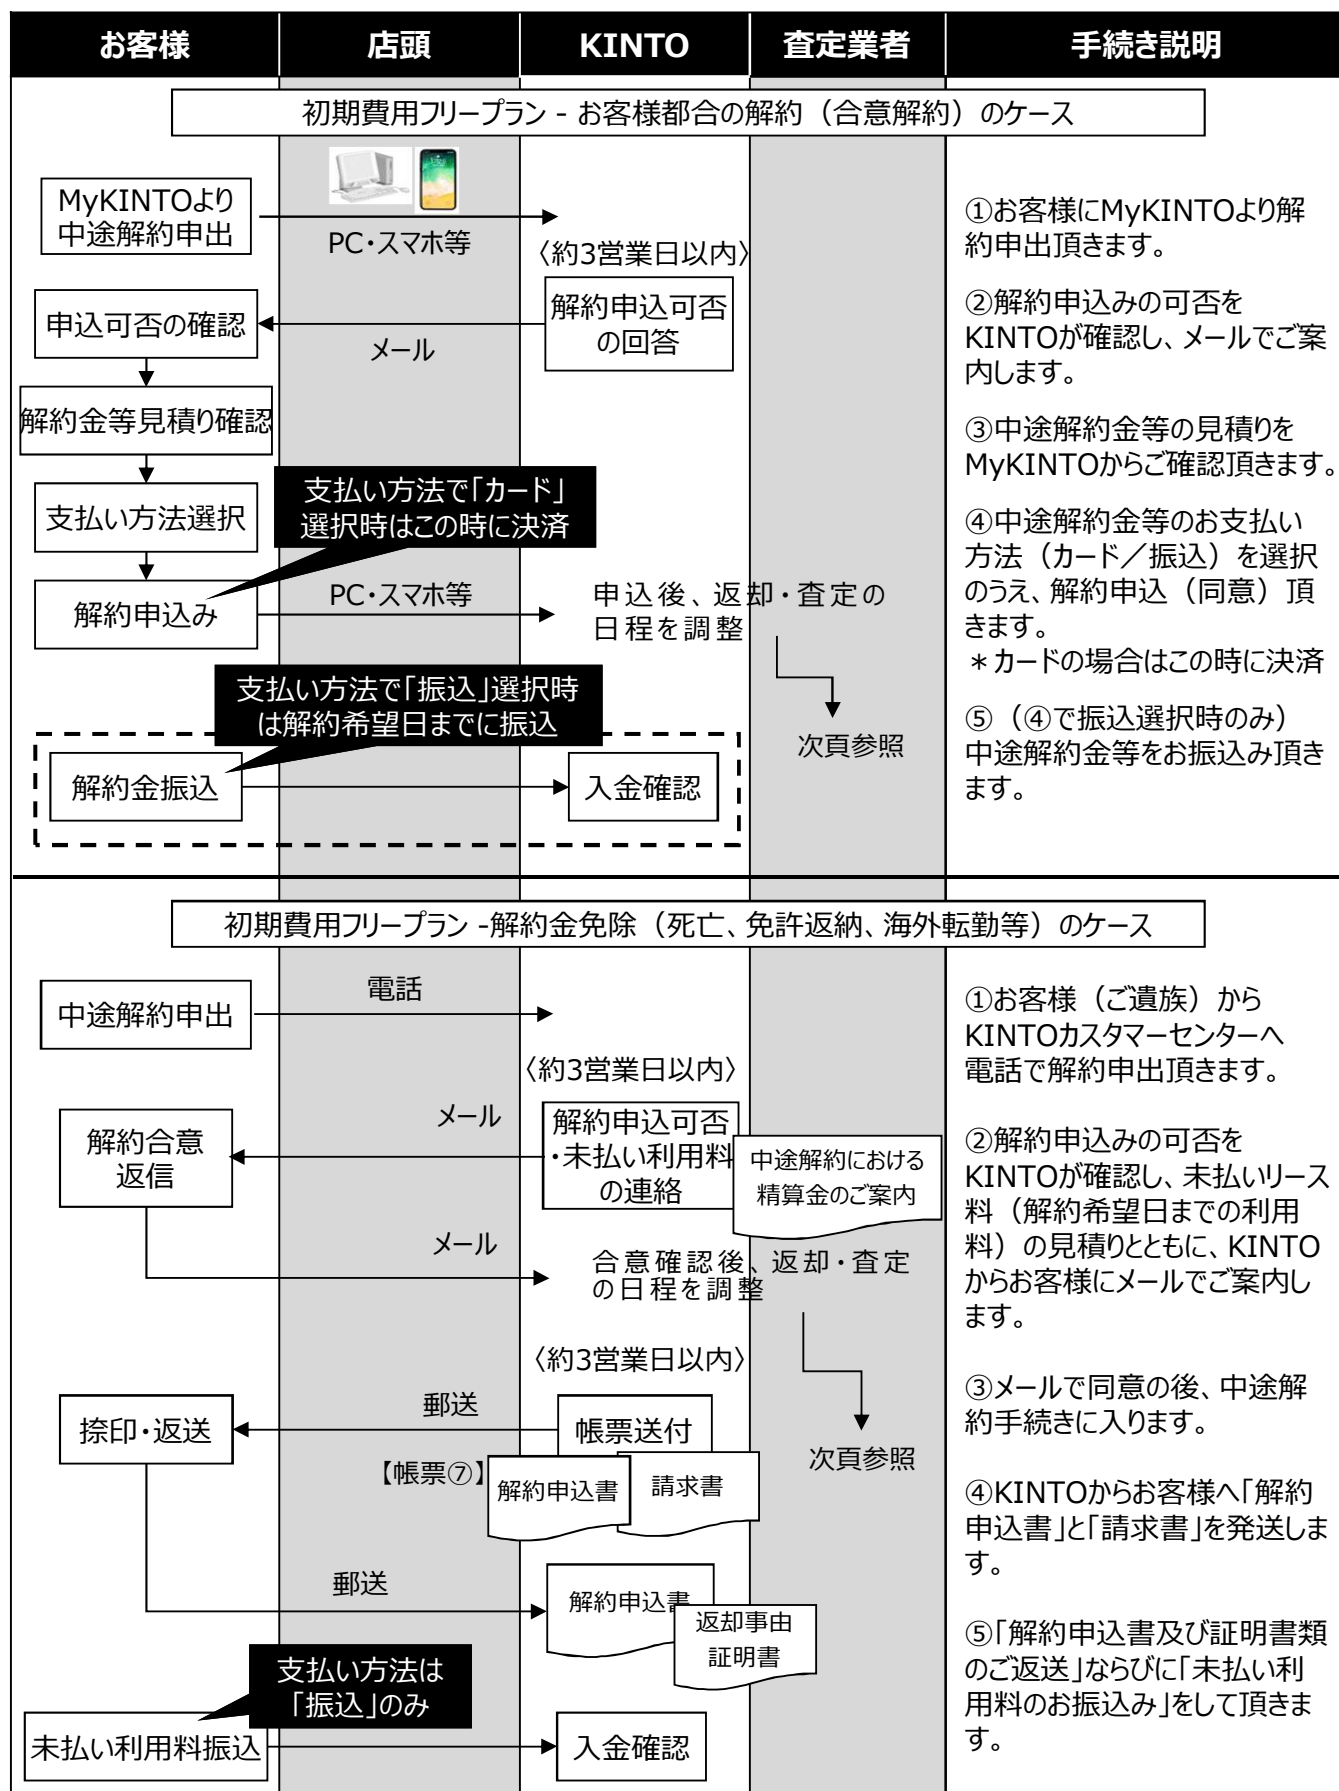 お客様
店頭
KINTO
査定業者
手続き説明
初期費用フリープラン - お客様都合の解約（合意解約）のケース
MyKINTOより
中途解約申出
PC・スマホ等
〈約3営業日以内〉
解約申込可否
の回答
メール
申込可否の確認
解約金等見積り確認
支払い方法選択
支払い方法で「カード」
選択時はこの時に決済
解約申込み
PC・スマホ等
申込後、返却・査定の
日程を調整
次頁参照
支払い方法で「振込」選択時
は解約希望日までに振込
解約金振込
入金確認
①お客様にMyKINTOより解
約申出頂きます。
②解約申込みの可否を
KINTOが確認し、メールでご案
内します。
③中途解約金等の見積りを
MyKINTOからご確認頂きます。
④中途解約金等のお支払い
方法（カード／振込）を選択
のうえ、解約申込（同意）頂
きます。
＊カードの場合はこの時に決済
⑤（④で振込選択時のみ）
中途解約金等をお振込み頂き
ます。
初期費用フリープラン -解約金免除（死亡、免許返納、海外転勤等）のケース
中途解約申出
電話
〈約3営業日以内〉
解約申込可否
・未払い利用料
の連絡
中途解約における
精算金のご案内
メール
解約合意
返信
メール
合意確認後、返却・査定
の日程を調整
次頁参照
〈約3営業日以内〉
帳票送付
郵送
捺印・返送
【帳票⑦】
解約申込書
請求書
郵送
解約申込書
返却事由
証明書
支払い方法は
「振込」のみ
未払い利用料振込
入金確認
①お客様（ご遺族）から
KINTOカスタマーセンターへ
電話で解約申出頂きます。
②解約申込みの可否を
KINTOが確認し、未払いリース
料（解約希望日までの利用
料）の見積りとともに、KINTO
からお客様にメールでご案内し
ます。
③メールで同意の後、中途解
約手続きに入ります。
④KINTOからお客様へ「解約
申込書」と「請求書」を発送しま
す。
⑤「解約申込書及び証明書類
のご返送」ならびに「未払い利
用料のお振込み」をして頂きま
す。